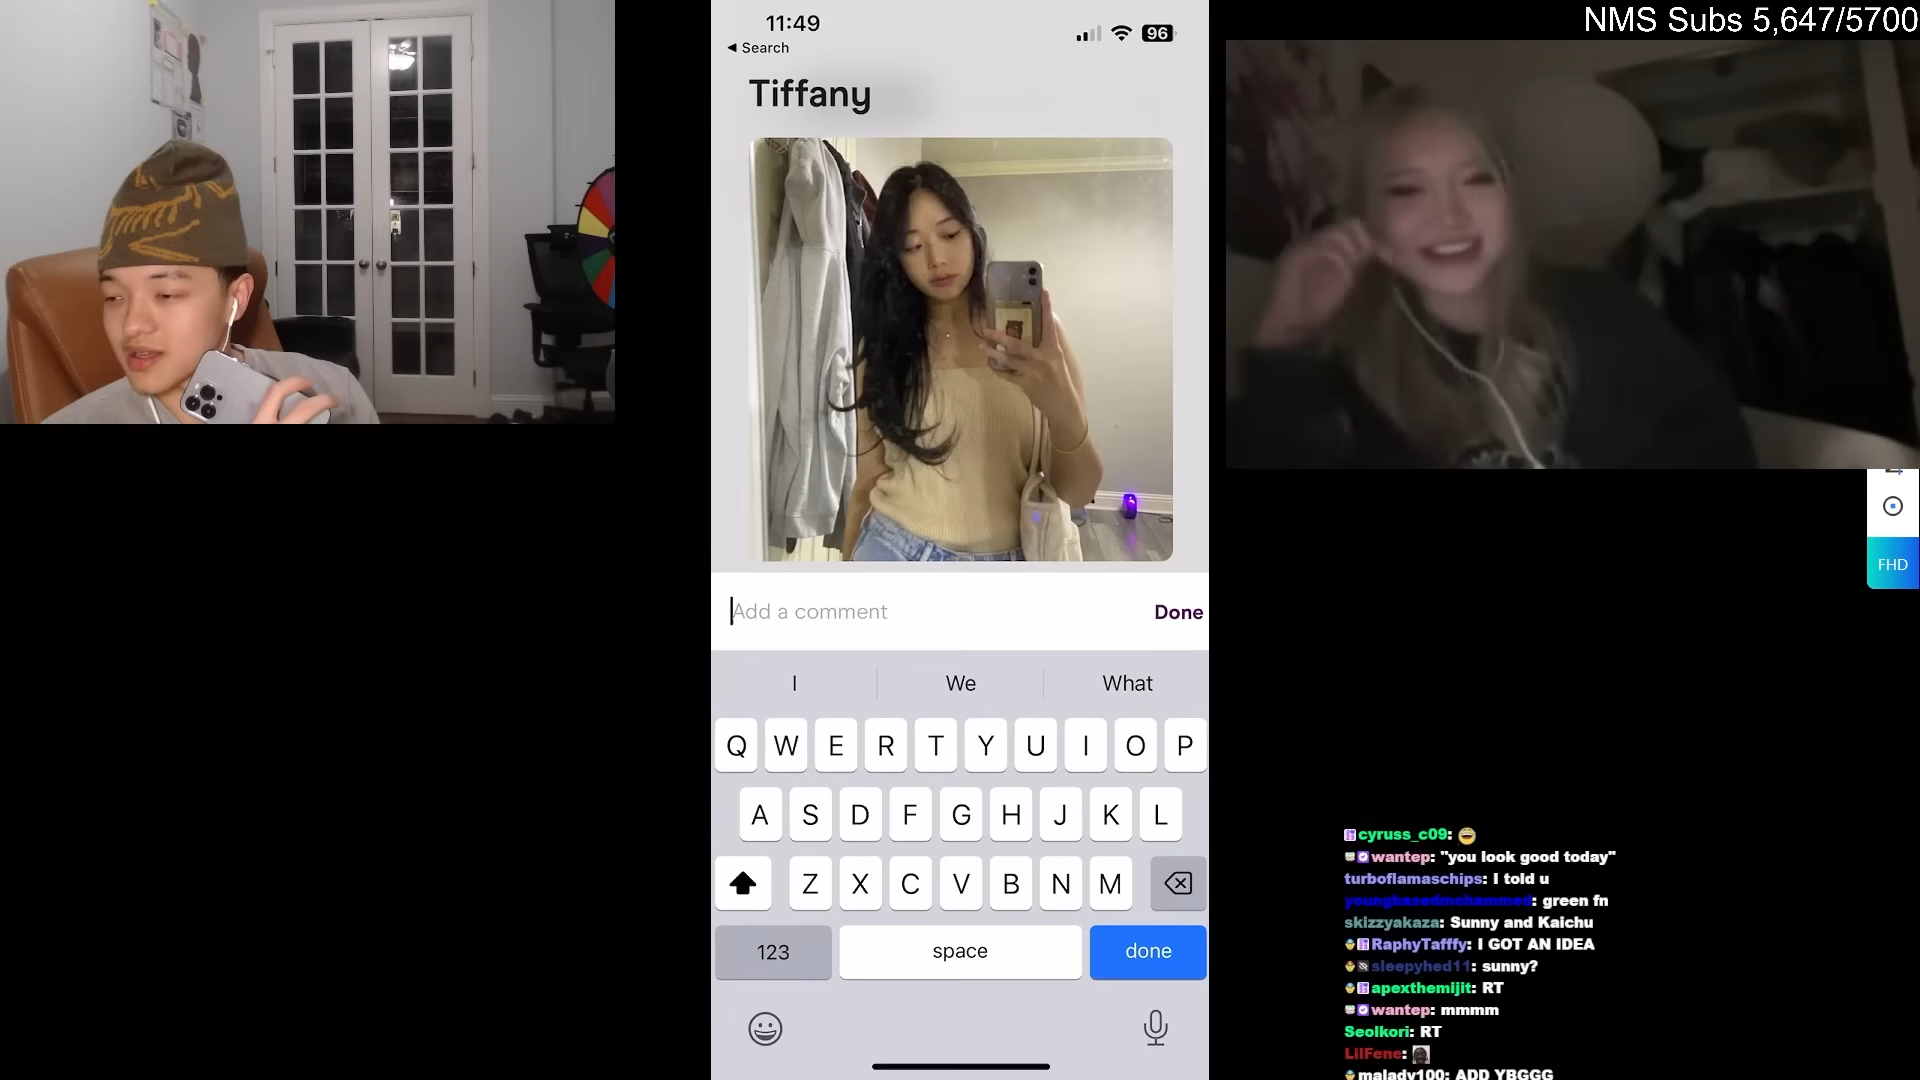 NMS Subs 5,647/5700
11:49
96
Search
Tiffany
Add a comment
Done
I
We
What
Q W E R T Y U I O P
A S D F G H J K L
Z X C V B N M
123
space
done
FHD
cyruss_c09:
wantep: "you look good today"
turboflamaschips: I told u
youngbasedmohammed: green fn
skizzyakaza: Sunny and Kaichu
RaphyTafffy: I GOT AN IDEA
sleepyhed11: sunny?
apexthemijit: RT
wantep: mmmm
Seolkori: RT
LilFene:
malady100: ADD YBGGG